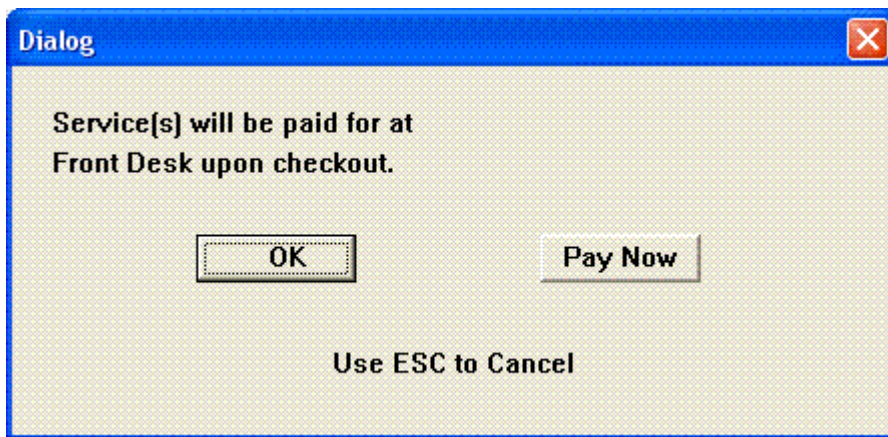 Dialog
Service(s) will be paid for at
Front Desk upon checkout.
OK
Pay Now
Use ESC to Cancel